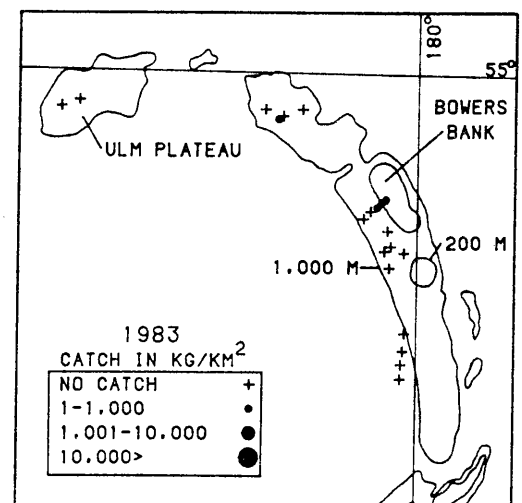 180°
55°
BOWERS
BANK
ULM PLATEAU
200 M
1.000 M
1983
CATCH IN KG/KM²
NO CATCH +
1-1.000
1.001-10.000
10.000>